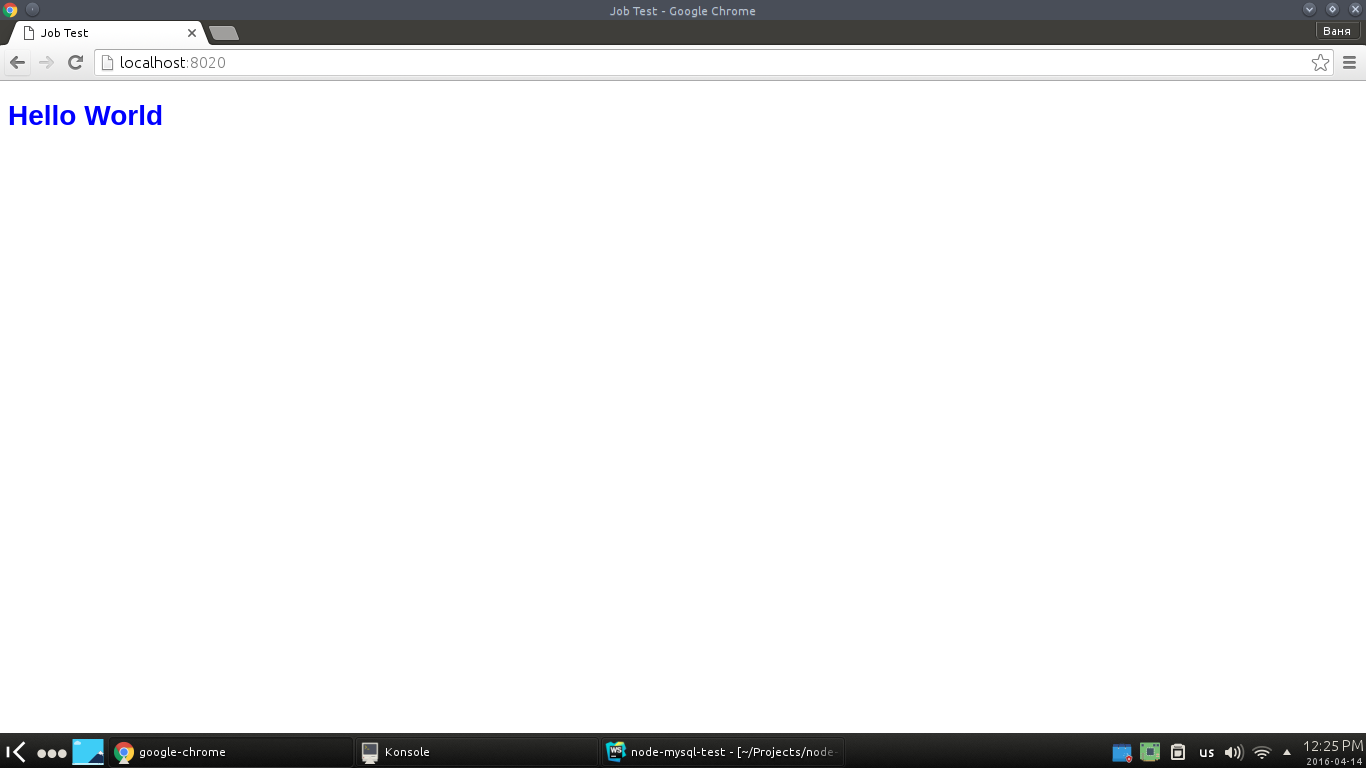 Job Test - Google Chrome
Job Test
Ваня
localhost:8020
Hello World
google-chrome
Konsole
WS
node-mysql-test - [~/Projects/node-
us
12:25 PM
2016-04-14